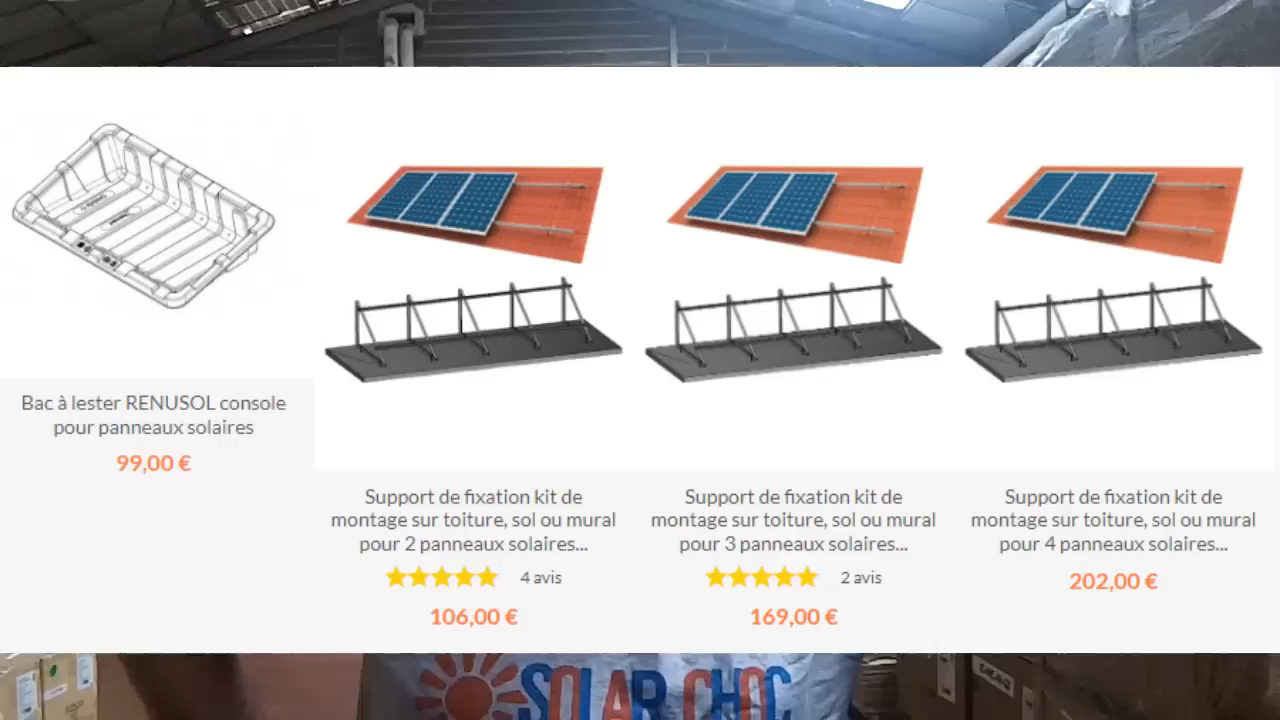 Bac à lester RENUSOL console
pour panneaux solaires
99,00 €
Support de fixation kit de
montage sur toiture, sol ou mural
pour 2 panneaux solaires...
4 avis
106,00 €
Support de fixation kit de
montage sur toiture, sol ou mural
pour 3 panneaux solaires...
2 avis
169,00 €
Support de fixation kit de
montage sur toiture, sol ou mural
pour 4 panneaux solaires...
202,00 €
SOLAR CHOC